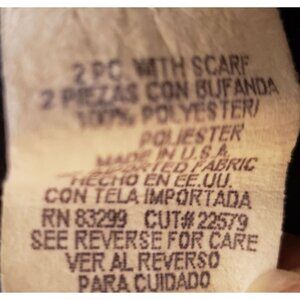 2 PC. WITH SCARF
2 PIEZAS CON BUFANDA
100% POLYESTER/
POLIESTER
MADE IN U.S.A.
IMPORTED FABRIC
HECHO EN EE.UU.
CON TELA IMPORTADA
RN 83299 CUT# 22579
SEE REVERSE FOR CARE
VER AL REVERSO
PARA CUIDADO